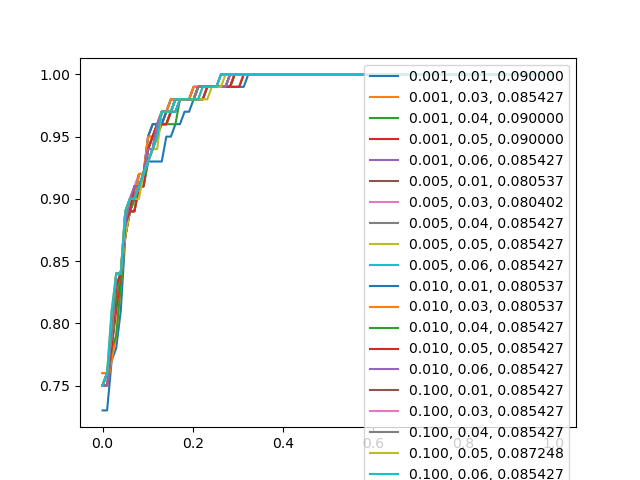 1.00
0.95
0.90
0.85
0.80
0.75
0.0
0.2
0.4
0.6
0.8
1.0
0.001, 0.01, 0.090000
0.001, 0.03, 0.085427
0.001, 0.04, 0.090000
0.001, 0.05, 0.090000
0.001, 0.06, 0.085427
0.005, 0.01, 0.080537
0.005, 0.03, 0.080402
0.005, 0.04, 0.085427
0.005, 0.05, 0.085427
0.005, 0.06, 0.085427
0.010, 0.01, 0.080537
0.010, 0.03, 0.080537
0.010, 0.04, 0.085427
0.010, 0.05, 0.085427
0.010, 0.06, 0.085427
0.100, 0.01, 0.085427
0.100, 0.03, 0.085427
0.100, 0.04, 0.085427
0.100, 0.05, 0.087248
0.100, 0.06, 0.085427